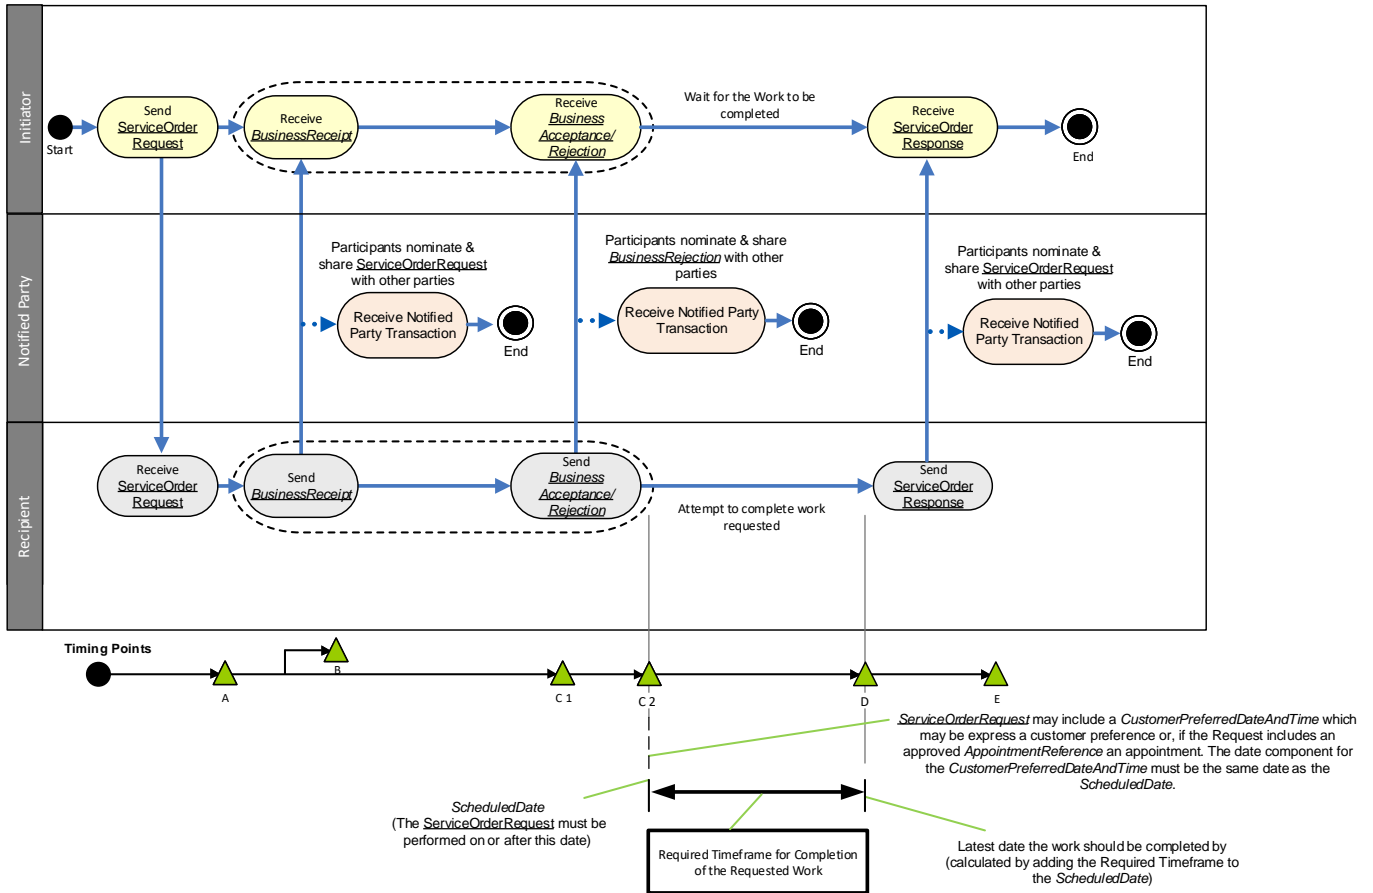 Initiator
Start
Send
ServiceOrder
Request
Receive
BusinessReceipt
Receive
Business
Acceptance/
Rejection
Wait for the Work to be
completed
Receive
ServiceOrder
Response
End
Notified Party
Participants nominate &
share ServiceOrderRequest
with other parties
Receive Notified
Party Transaction
End
Participants nominate & share
BusinessRejection with other
parties
Receive Notified Party
Transaction
End
Participants nominate &
share ServiceOrderRequest
with other parties
Receive Notified
Party Transaction
End
Recipient
Receive
ServiceOrder
Request
Send
BusinessReceipt
Send
Business
Acceptance/
Rejection
Attempt to complete work
requested
Send
ServiceOrder
Response
Timing Points
A
B
C 1
C 2
D
E
ServiceOrderRequest may include a CustomerPreferredDateAndTime which
may be express a customer preference or, if the Request includes an
approved AppointmentReference an appointment. The date component for
the CustomerPreferredDateAndTime must be the same date as the
ScheduledDate.
ScheduledDate
(The ServiceOrderRequest must be
performed on or after this date)
Required Timeframe for Completion
of the Requested Work
Latest date the work should be completed by
(calculated by adding the Required Timeframe to
the ScheduledDate)